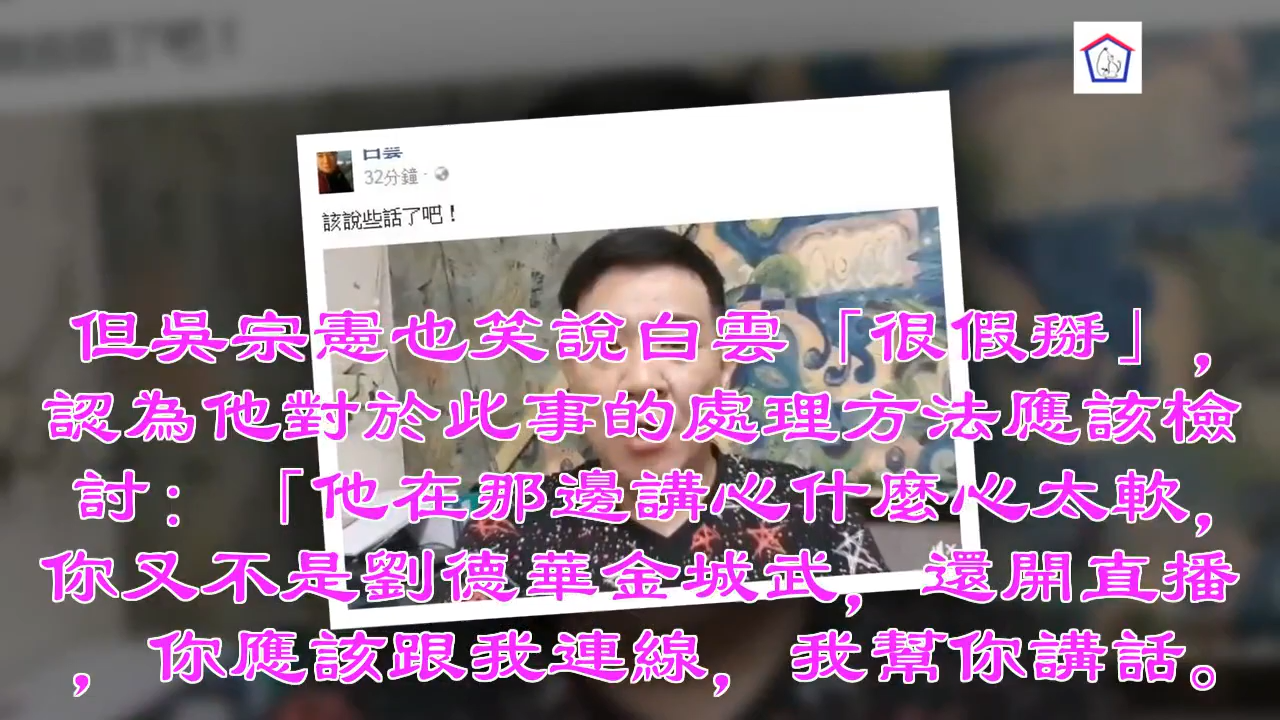 白雲
32分鐘 ·
該說些話了吧！
但吳宗憲也笑說白雲「很假掰」，
認為他對於此事的處理方法應該檢
討：「他在那邊講心什麼心太軟，
你又不是劉德華金城武，還開直播
，你應該跟我連線，我幫你講話。